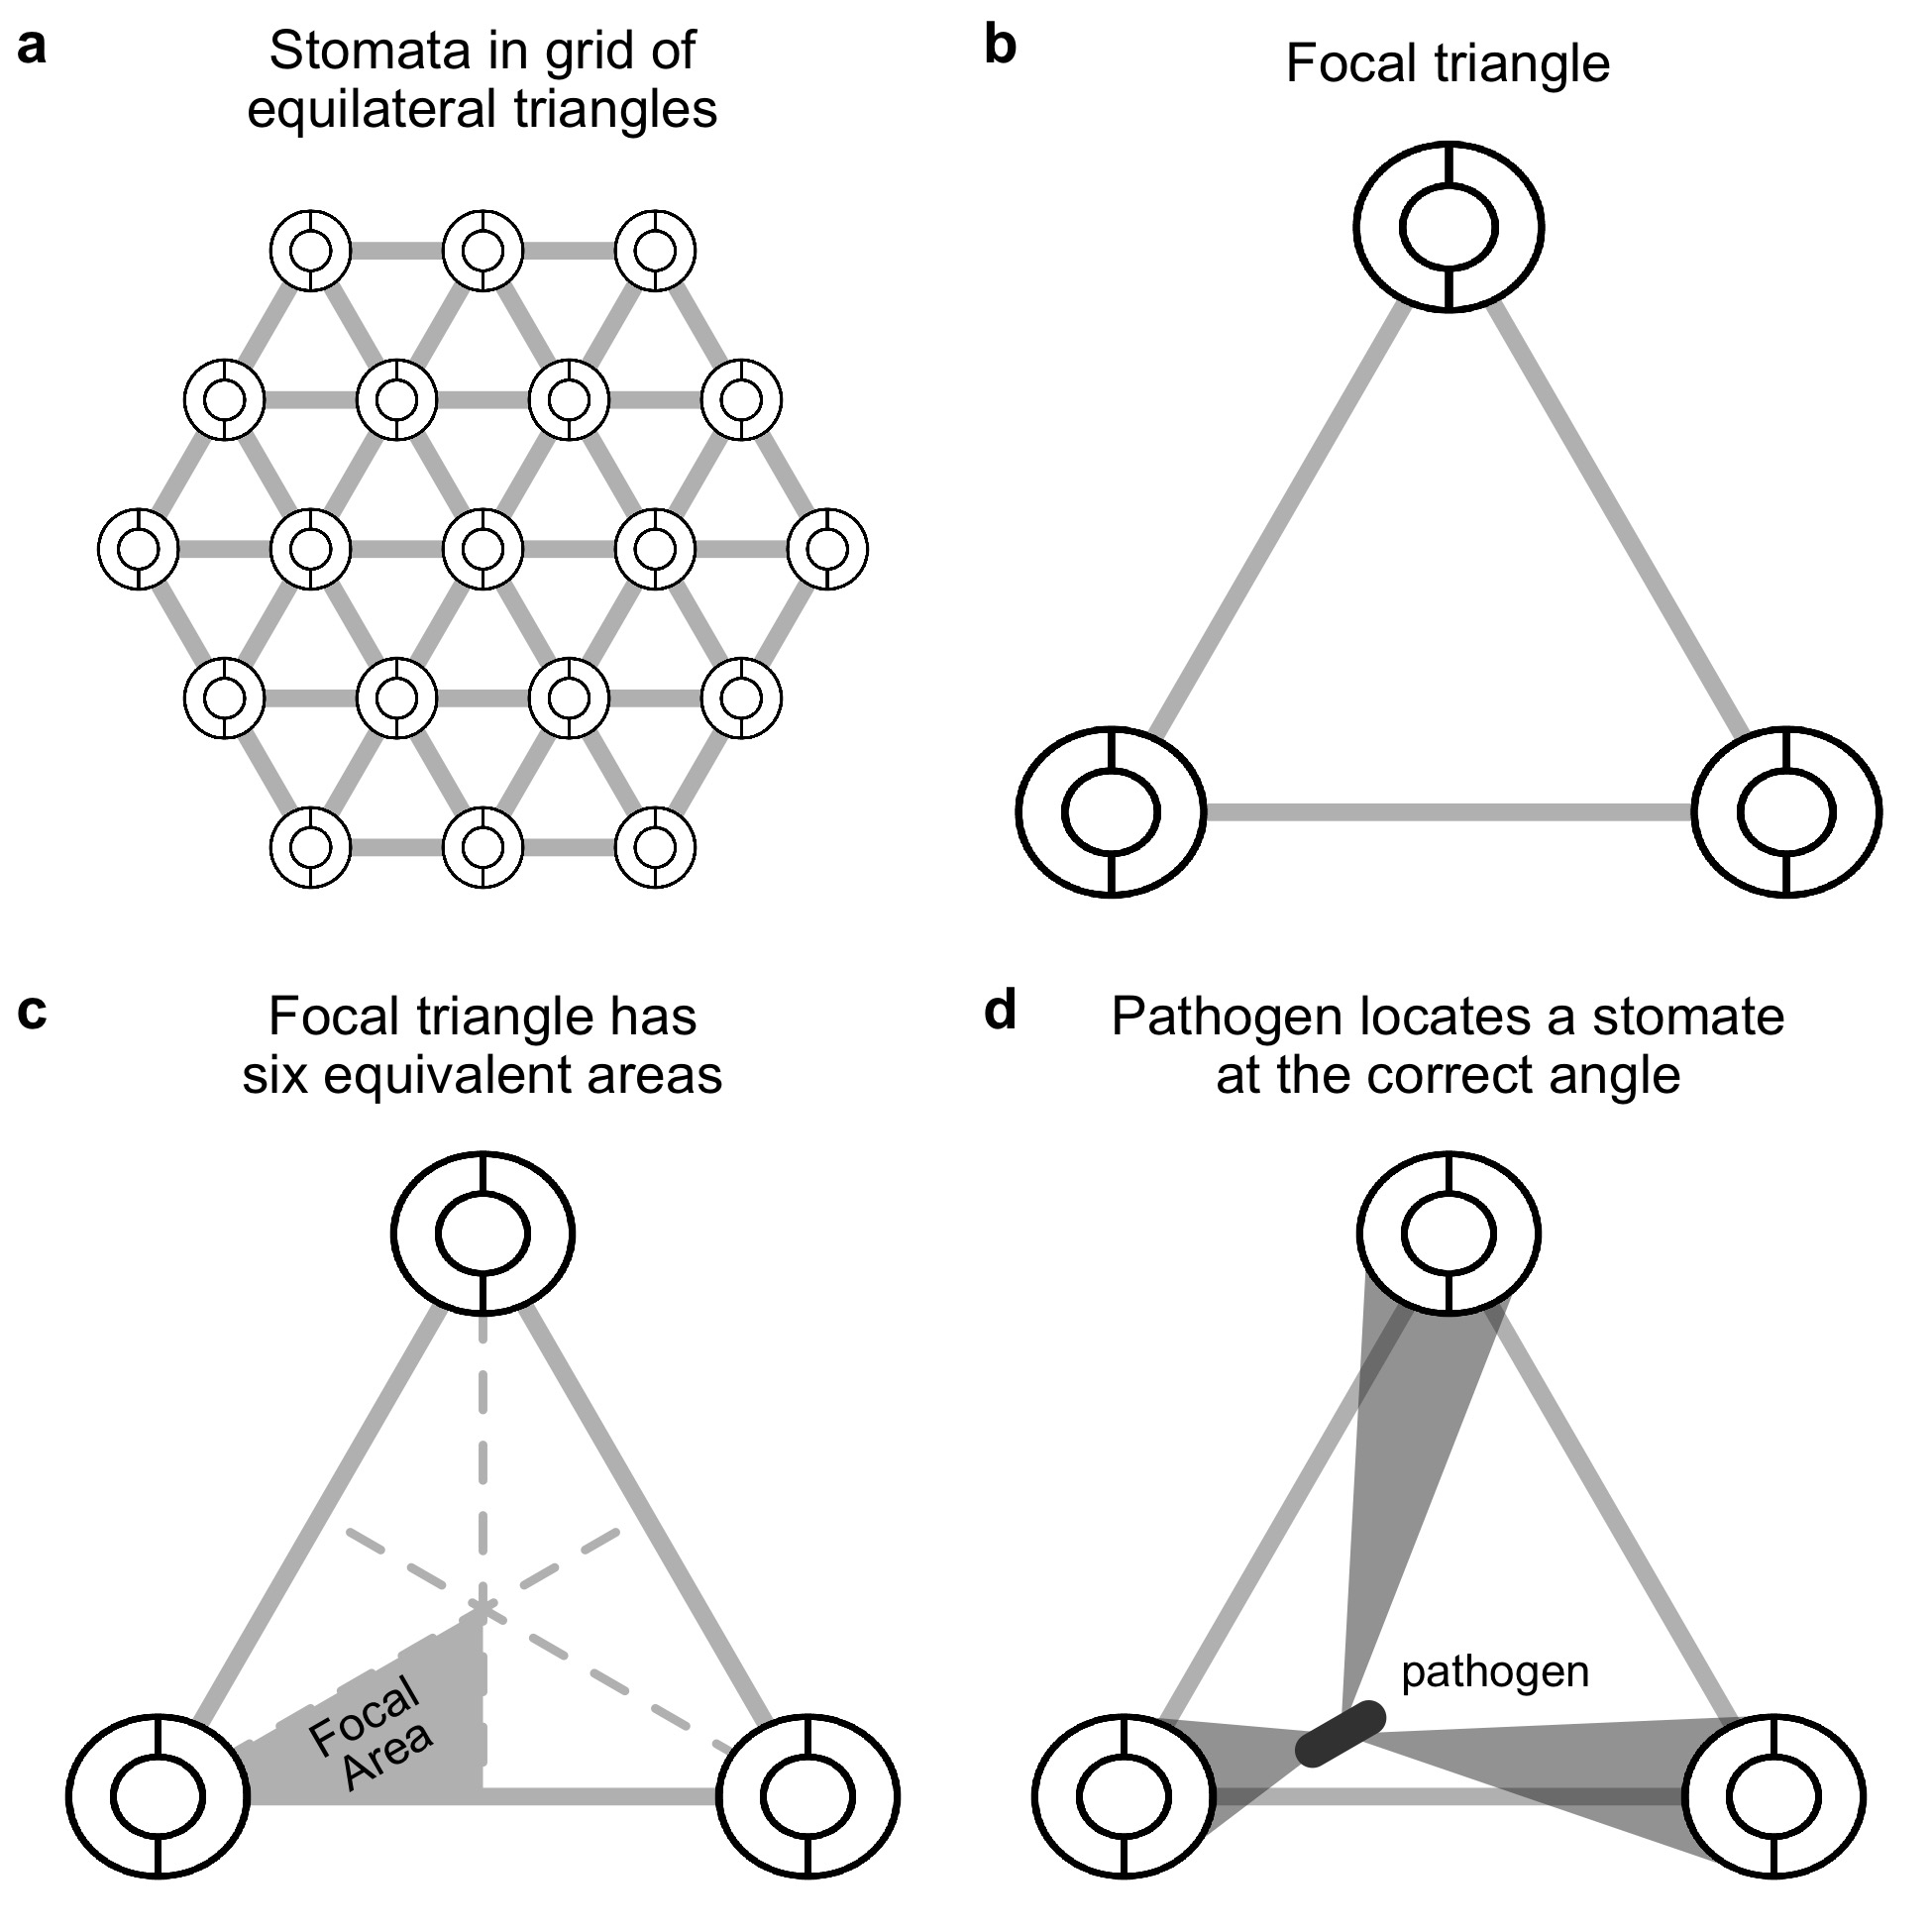 a
Stomata in grid of
equilateral triangles
b
Focal triangle
c
Focal triangle has
six equivalent areas
Focal
Area
d
Pathogen locates a stomate
at the correct angle
pathogen